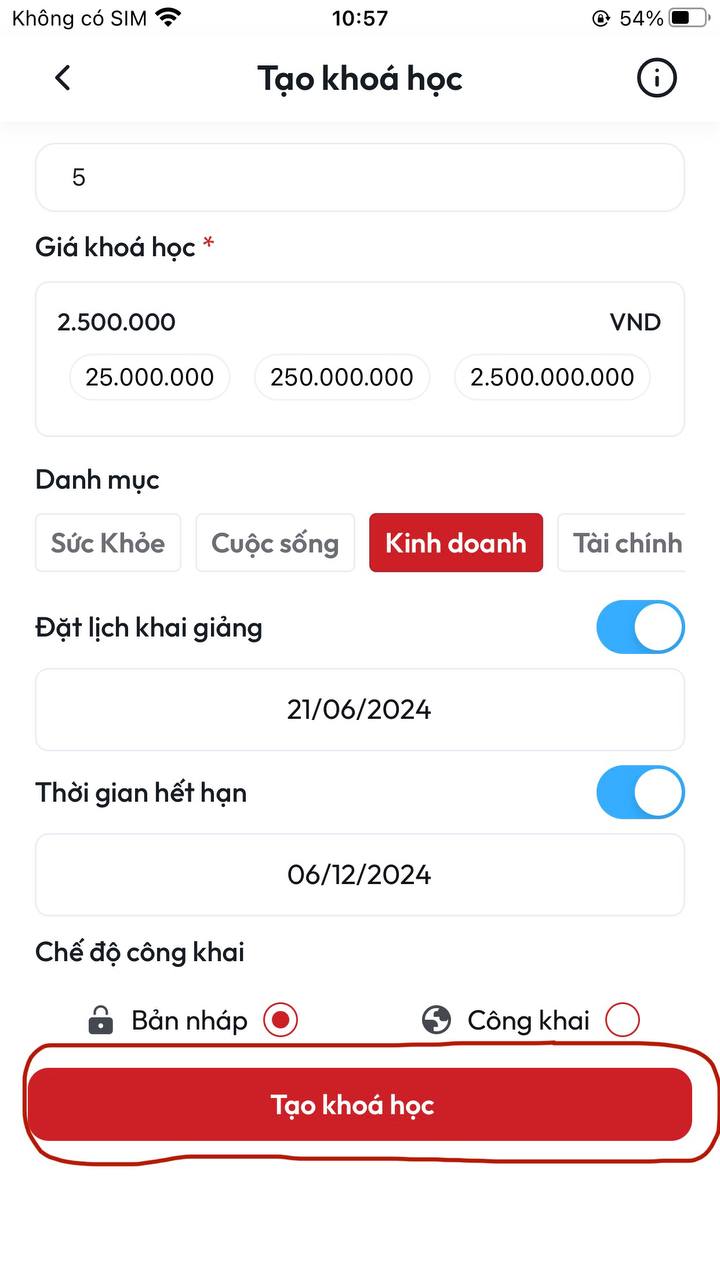 Không có SIM 10:57 54%
Tạo khoá học
5
Giá khoá học *
2.500.000 VND
25.000.000 250.000.000 2.500.000.000
Danh mục
Sức Khỏe Cuộc sống Kinh doanh Tài chính
Đặt lịch khai giảng
21/06/2024
Thời gian hết hạn
06/12/2024
Chế độ công khai
Bản nháp Công khai
Tạo khoá học